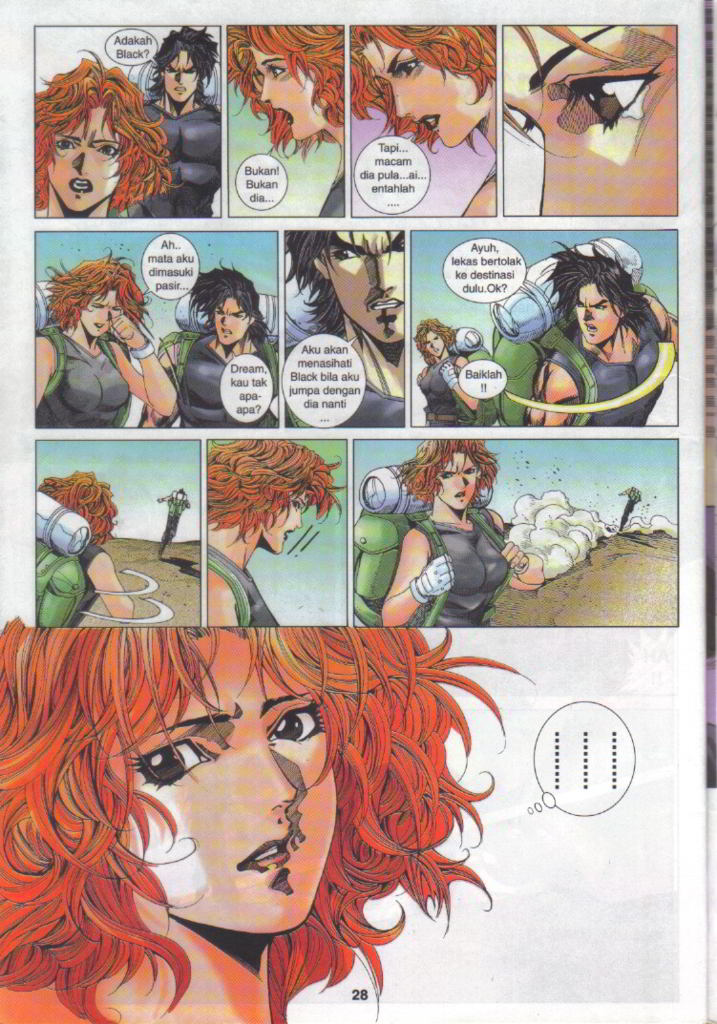 Adakah
Black?
Bukan!
Bukan
dia...
Tapi...
macam
dia pula...ai...
entahlah
....
Ah..
mata aku
dimasuki
pasir...
Dream,
kau tak
apa-
apa?
Aku akan
menasihati
Black bila aku
jumpa dengan
dia nanti
...
Ayuh,
lekas bertolak
ke destinasi
dulu.Ok?
Baiklah
!!
28